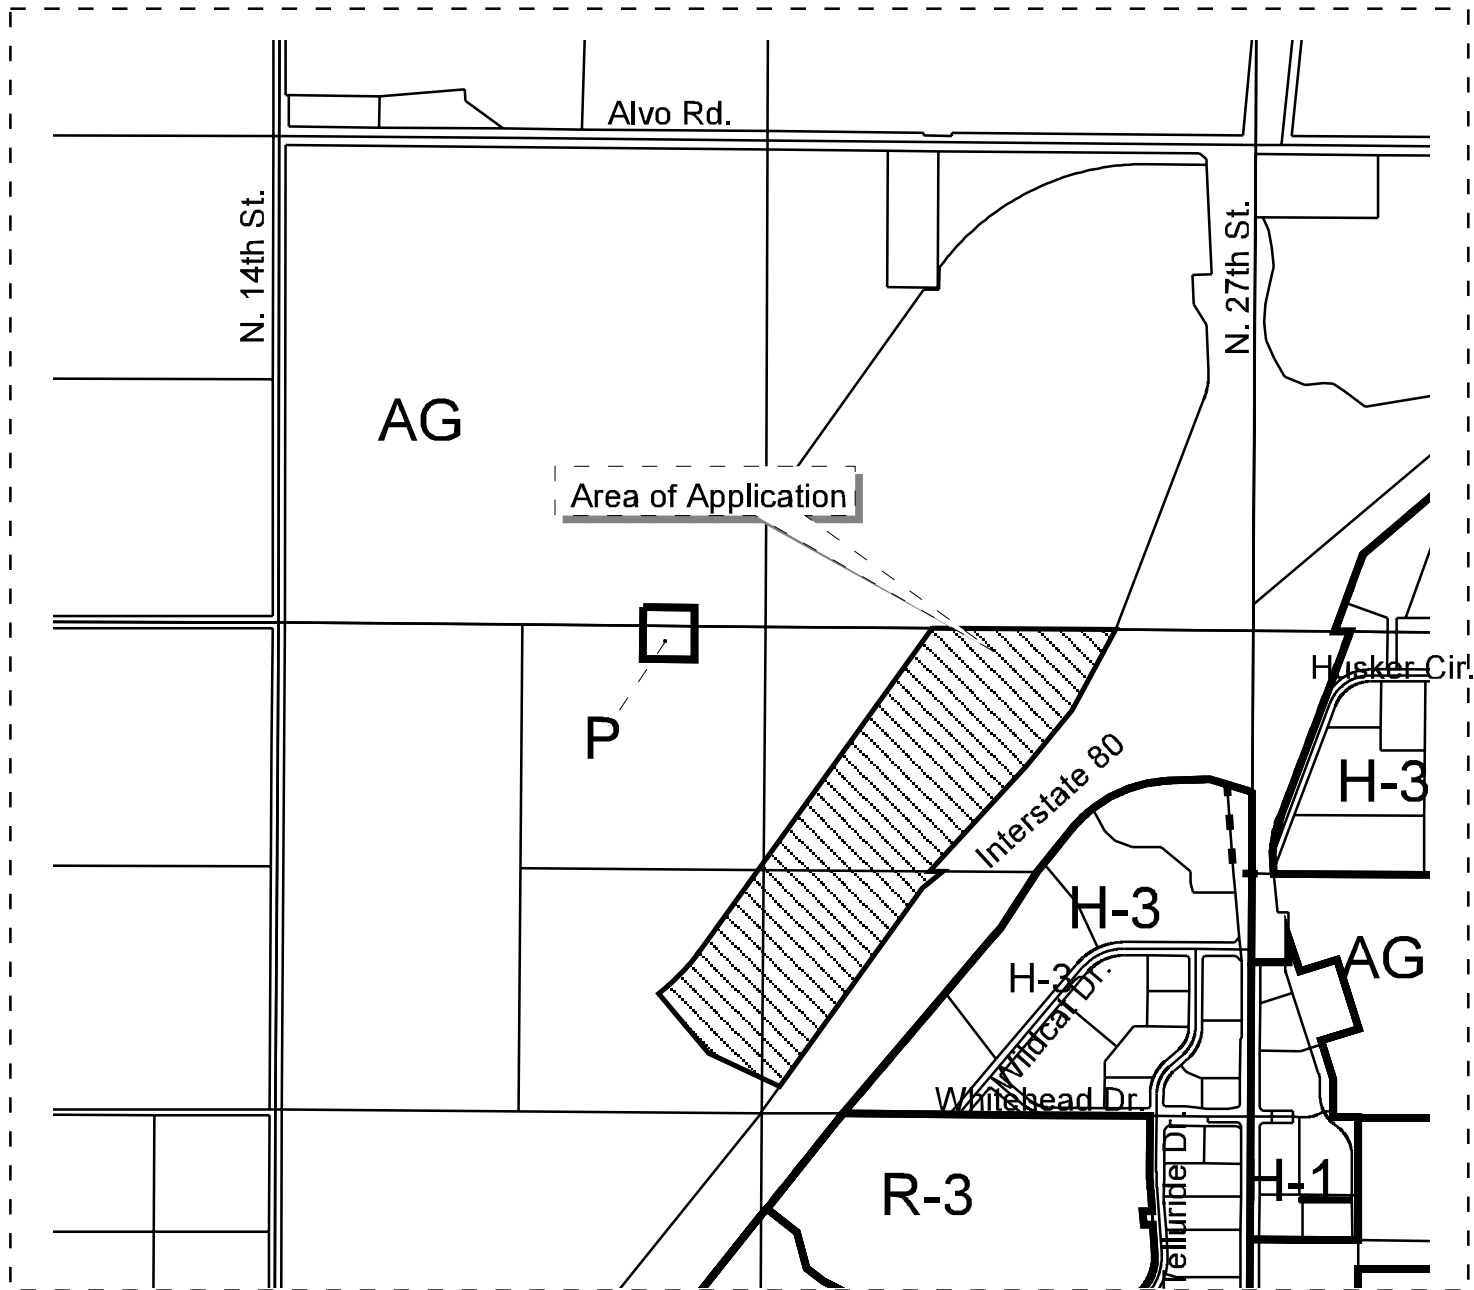 Alvo Rd.
N. 14th St.
N. 27th St.
AG
Area of Application
Husker Cir.
P
Interstate 80
H-3
H-3
AG
H-3
Wildcat Dr.
Whitehead Dr.
Telluride Dr.
H-1
R-3